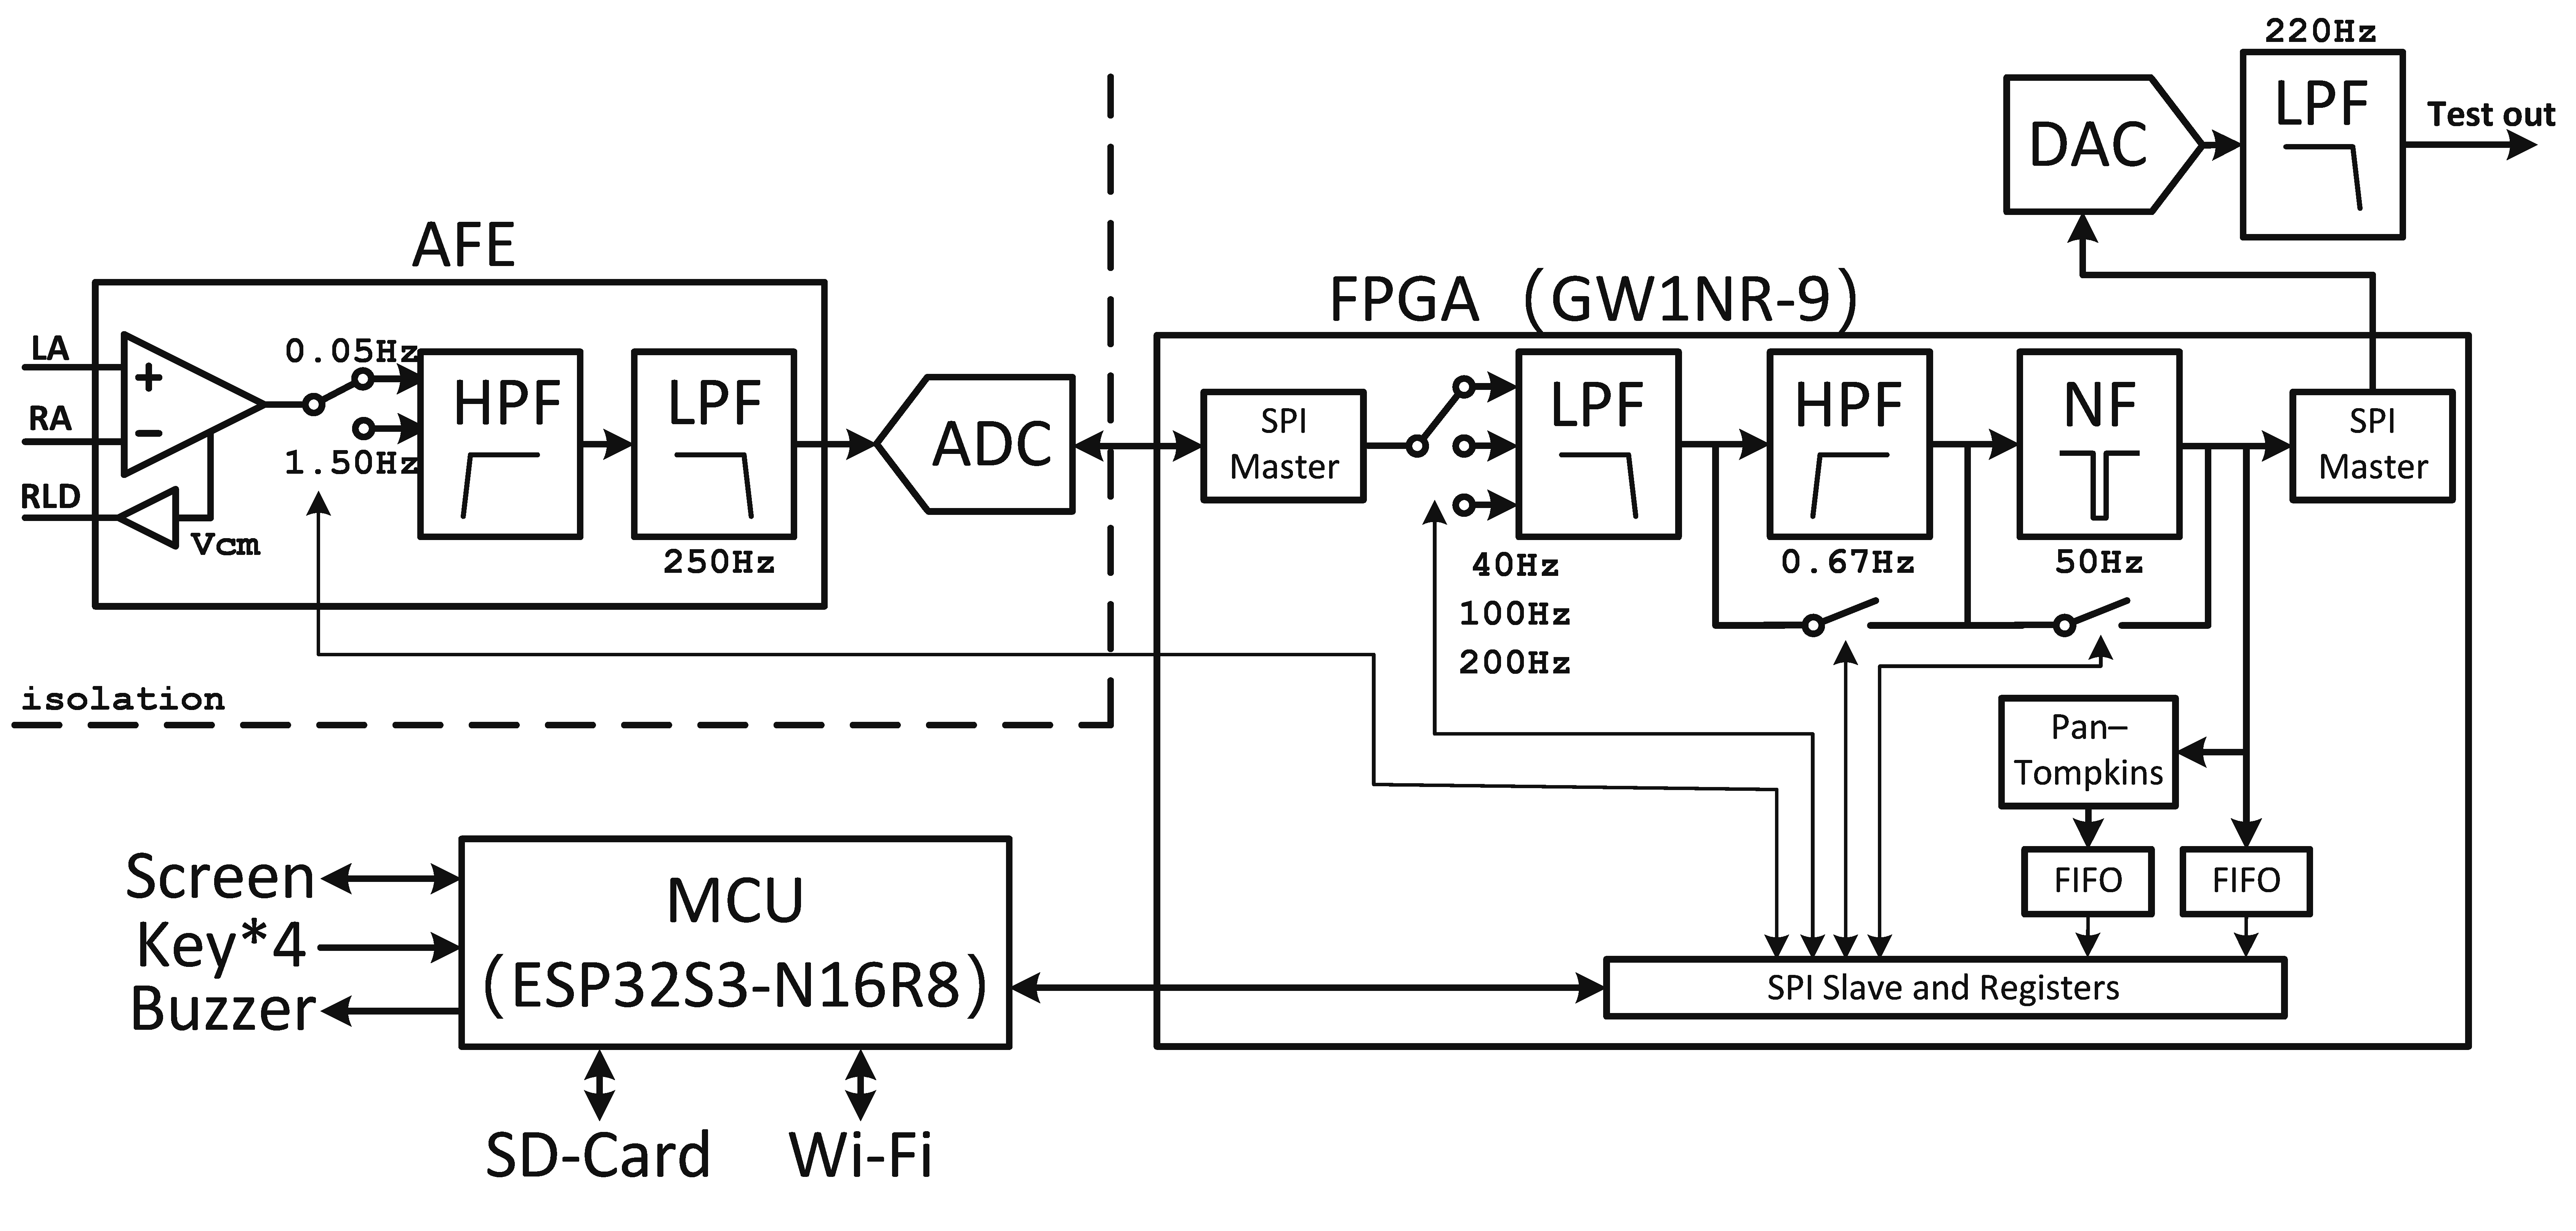 220Hz
LPF
DAC
Test out
AFE
LA
RA
RLD
+
−
Vcm
0.05Hz
1.50Hz
HPF
LPF
250Hz
ADC
isolation
FPGA (GW1NR-9)
SPI
Master
LPF
40Hz
100Hz
200Hz
HPF
0.67Hz
NF
50Hz
SPI
Master
Pan–
Tompkins
FIFO
FIFO
SPI Slave and Registers
Screen
Key*4
Buzzer
MCU
(ESP32S3-N16R8)
SD-Card
Wi-Fi